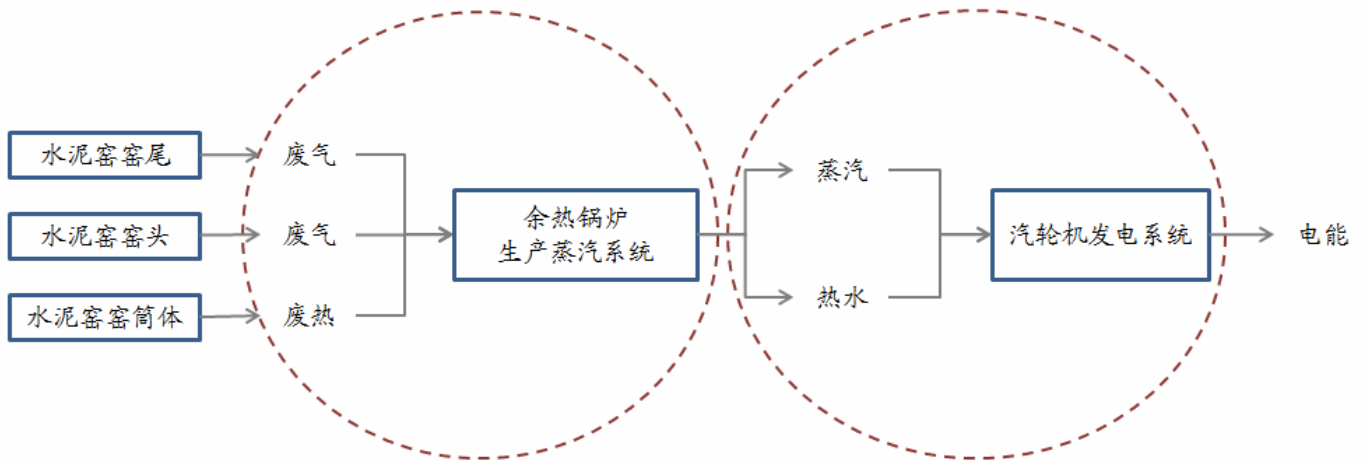 水泥窑窑尾
废气
水泥窑窑头
废气
水泥窑窑筒体
废热
余热锅炉
生产蒸汽系统
蒸汽
热水
汽轮机发电系统
电能